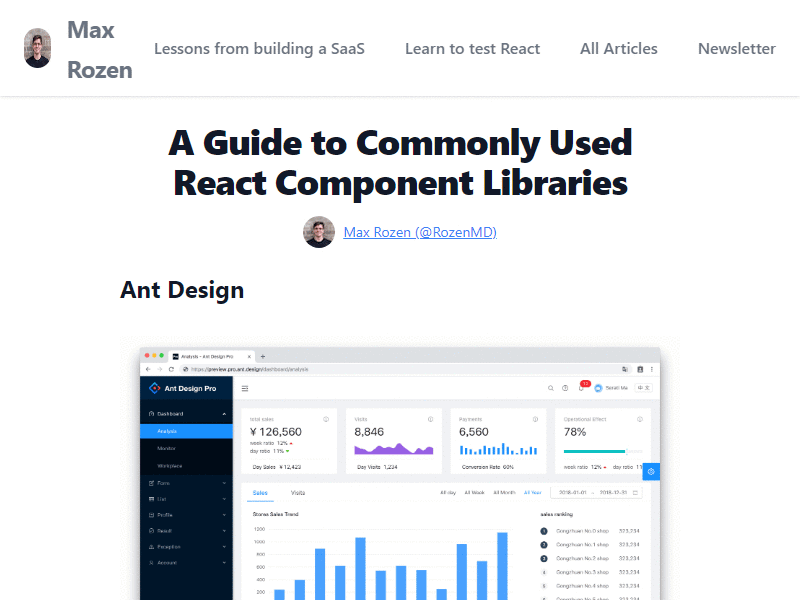 Max
Rozen
Lessons from building a SaaS
Learn to test React
All Articles
Newsletter
A Guide to Commonly Used
React Component Libraries
Max Rozen (@RozenMD)
Ant Design
Analysis - Ant Design Pro
https://preview.pro.ant.design/dashboard/analysis
Ant Design Pro
Dashboard
Analysis
Monitor
Workplace
Form
List
Profile
Result
Exception
Account
total sales
¥ 126,560
week ratio 12%
day ratio 11%
Day Sales ¥ 12,423
Visits
8,846
Day Visits 1,234
Payments
6,560
Conversion Rate 60%
Operational Effect
78%
week ratio 12%
day ratio 11
Sales
Visits
All day
All Week
All Month
All Year
2018-01-01
2018-12-31
Stores Sales Trend
1200
1000
800
600
400
200
sales ranking
1 GongZhuan No.0 shop 323,234
2 GongZhuan No.1 shop 323,234
3 GongZhuan No.2 shop 323,234
4 GongZhuan No.3 shop 323,234
5 GongZhuan No.4 shop 323,234
GongZhuan No.5 shop 323,234